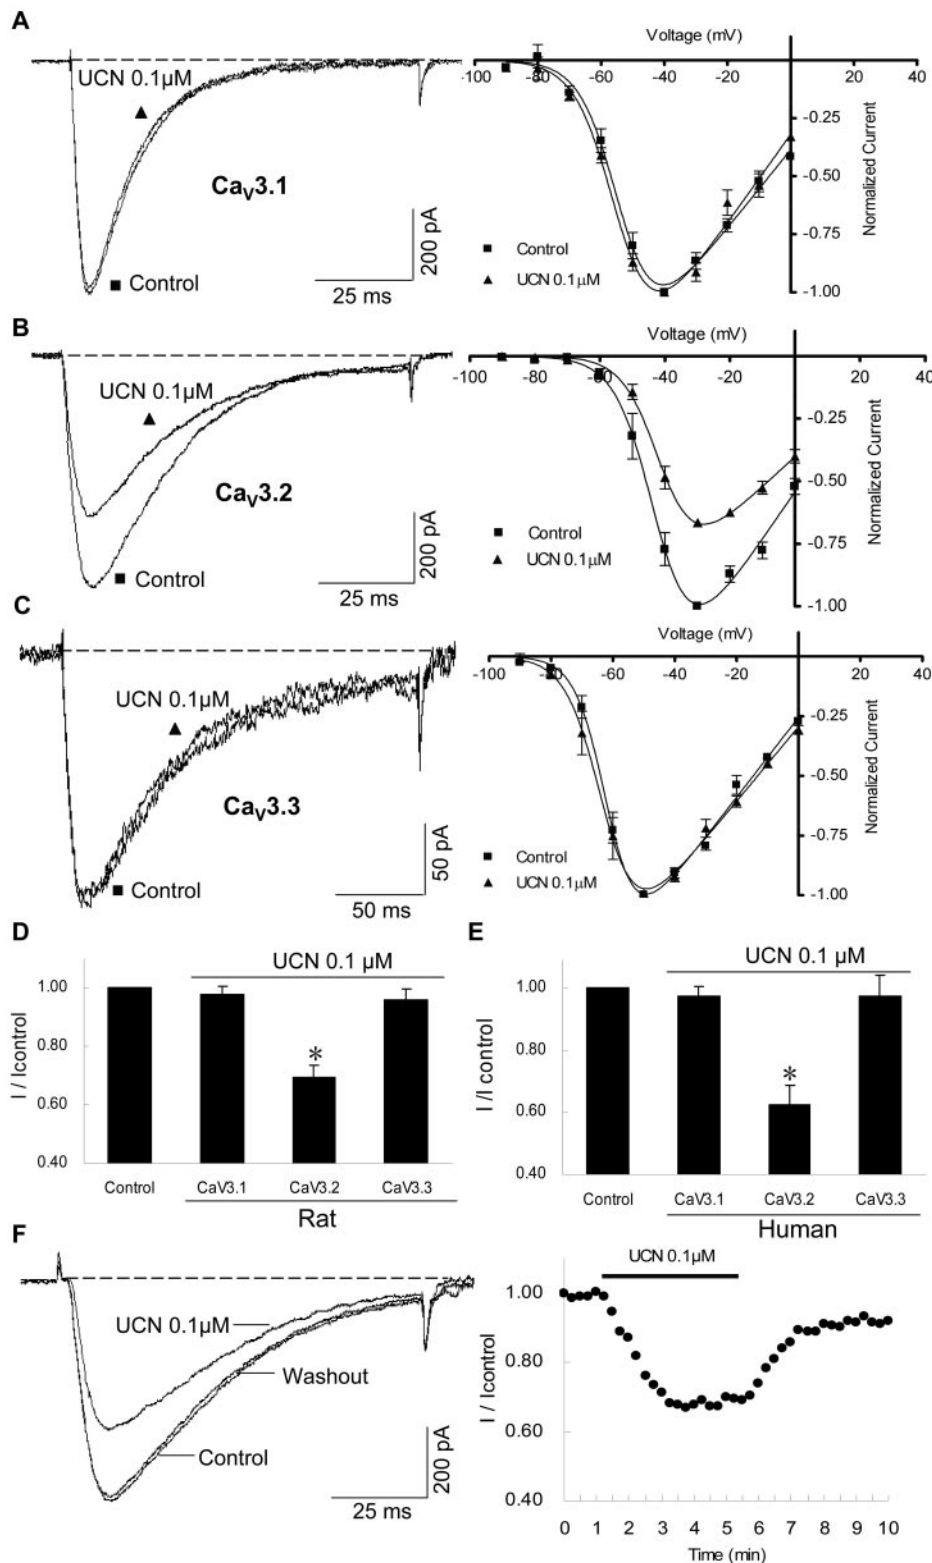 A
UCN 0.1µM
▲
CaV3.1
■ Control
200 pA
25 ms
Voltage (mV)
-100 -80 -60 -40 -20 20 40
-0.25
-0.50
-0.75
-1.00
Normalized Current
■ Control
▲ UCN 0.1µM
B
UCN 0.1µM
▲
CaV3.2
■ Control
200 pA
25 ms
Voltage (mV)
-100 -80 -60 -40 -20 20 40
-0.25
-0.50
-0.75
-1.00
Normalized Current
■ Control
▲ UCN 0.1µM
C
UCN 0.1µM
▲
CaV3.3
■ Control
50 pA
50 ms
Voltage (mV)
-100 -80 -60 -40 -20 20 40
-0.25
-0.50
-0.75
-1.00
Normalized Current
■ Control
▲ UCN 0.1µM
D
UCN 0.1 µM
I / Icontrol
1.00
0.80
0.60
0.40
*
Control CaV3.1 CaV3.2 CaV3.3
Rat
E
UCN 0.1 µM
I /I control
1.00
0.80
0.60
0.40
*
Control CaV3.1 CaV3.2 CaV3.3
Human
F
UCN 0.1µM
Washout
Control
200 pA
25 ms
UCN 0.1µM
I / Icontrol
1.00
0.80
0.60
0.40
0 1 2 3 4 5 6 7 8 9 10
Time (min)